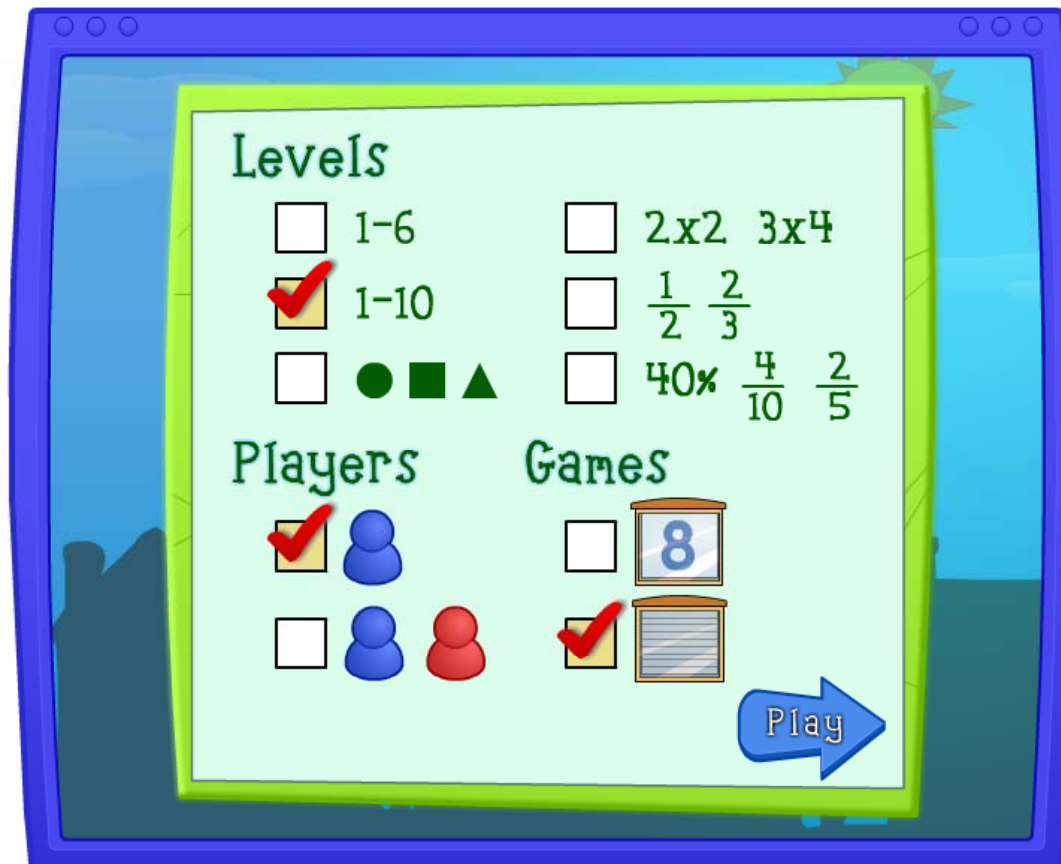 Levels
1-6
1-10
2x2 3x4
1/2 2/3
40% 4/10 2/5
Players
Games
8
Play